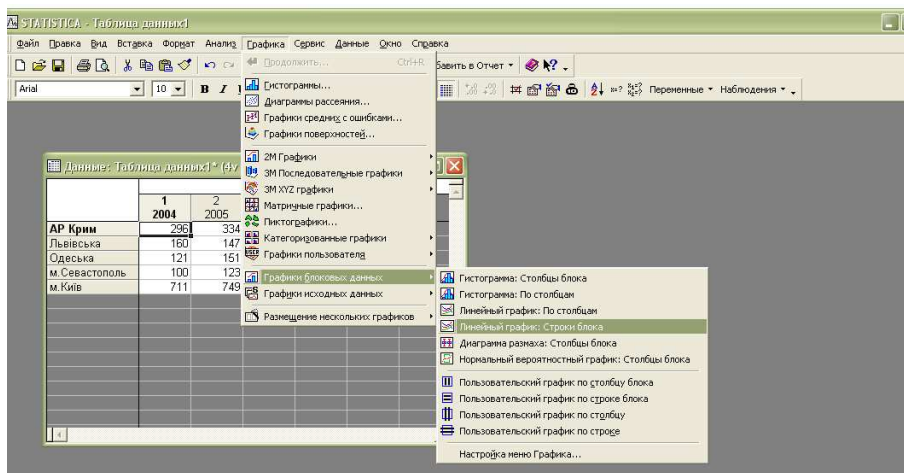 STATISTICA - Таблица данных1
Файл Правка Вид Вставка Формат Анализ Графика Сервис Данные Окно Справка
Продолжить... Ctrl+R
бавить в Отчет
Arial 10 B I
Переменные Наблюдения
Гистограммы...
Диаграммы рассеяния...
Графики средних с ошибками...
Графики поверхностей...
2М Графики
3М Последовательные графики
3М XYZ графики
Матричные графики...
Пиктографики...
Категоризованные графики
Графики пользователя
Графики блоковых данных
Графики исходных данных
Размещение нескольких графиков
Данные: Таблица данных1* (4v
1 2
2004 2005
АР Крим 296 334
Львівська 160 147
Одеська 121 151
м.Севастополь 100 123
м.Київ 711 749
Гистограмма: Столбцы блока
Гистограмма: По столбцам
Линейный график: По столбцам
Линейный график: Строки блока
Диаграмма размаха: Столбцы блока
Нормальный вероятностный график: Столбцы блока
Пользовательский график по столбцу блока
Пользовательский график по строке блока
Пользовательский график по столбцу
Пользовательский график по строке
Настройка меню Графика...